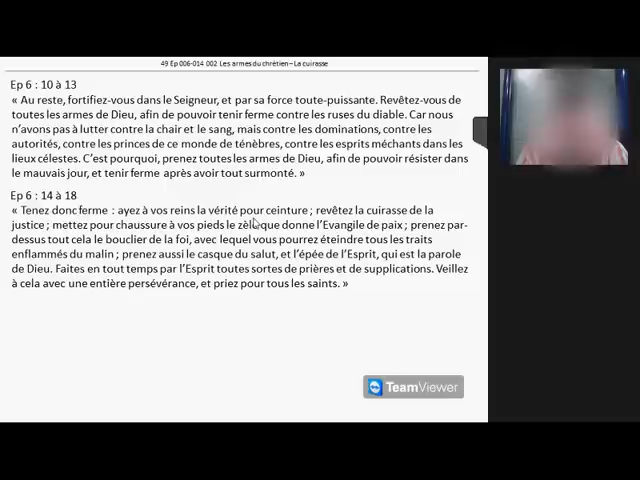 49 Ep 006-014 002 Les armes du chrétien – La cuirasse
Ep 6 : 10 à 13
« Au reste, fortifiez-vous dans le Seigneur, et par sa force toute-puissante. Revêtez-vous de
toutes les armes de Dieu, afin de pouvoir tenir ferme contre les ruses du diable. Car nous
n’avons pas à lutter contre la chair et le sang, mais contre les dominations, contre les
autorités, contre les princes de ce monde de ténèbres, contre les esprits méchants dans les
lieux célestes. C’est pourquoi, prenez toutes les armes de Dieu, afin de pouvoir résister dans
le mauvais jour, et tenir ferme après avoir tout surmonté. »
Ep 6 : 14 à 18
« Tenez donc ferme : ayez à vos reins la vérité pour ceinture ; revêtez la cuirasse de la
justice ; mettez pour chaussure à vos pieds le zèle que donne l’Evangile de paix ; prenez par-
dessus tout cela le bouclier de la foi, avec lequel vous pourrez éteindre tous les traits
enflammés du malin ; prenez aussi le casque du salut, et l’épée de l’Esprit, qui est la parole
de Dieu. Faites en tout temps par l’Esprit toutes sortes de prières et de supplications. Veillez
à cela avec une entière persévérance, et priez pour tous les saints. »
TeamViewer